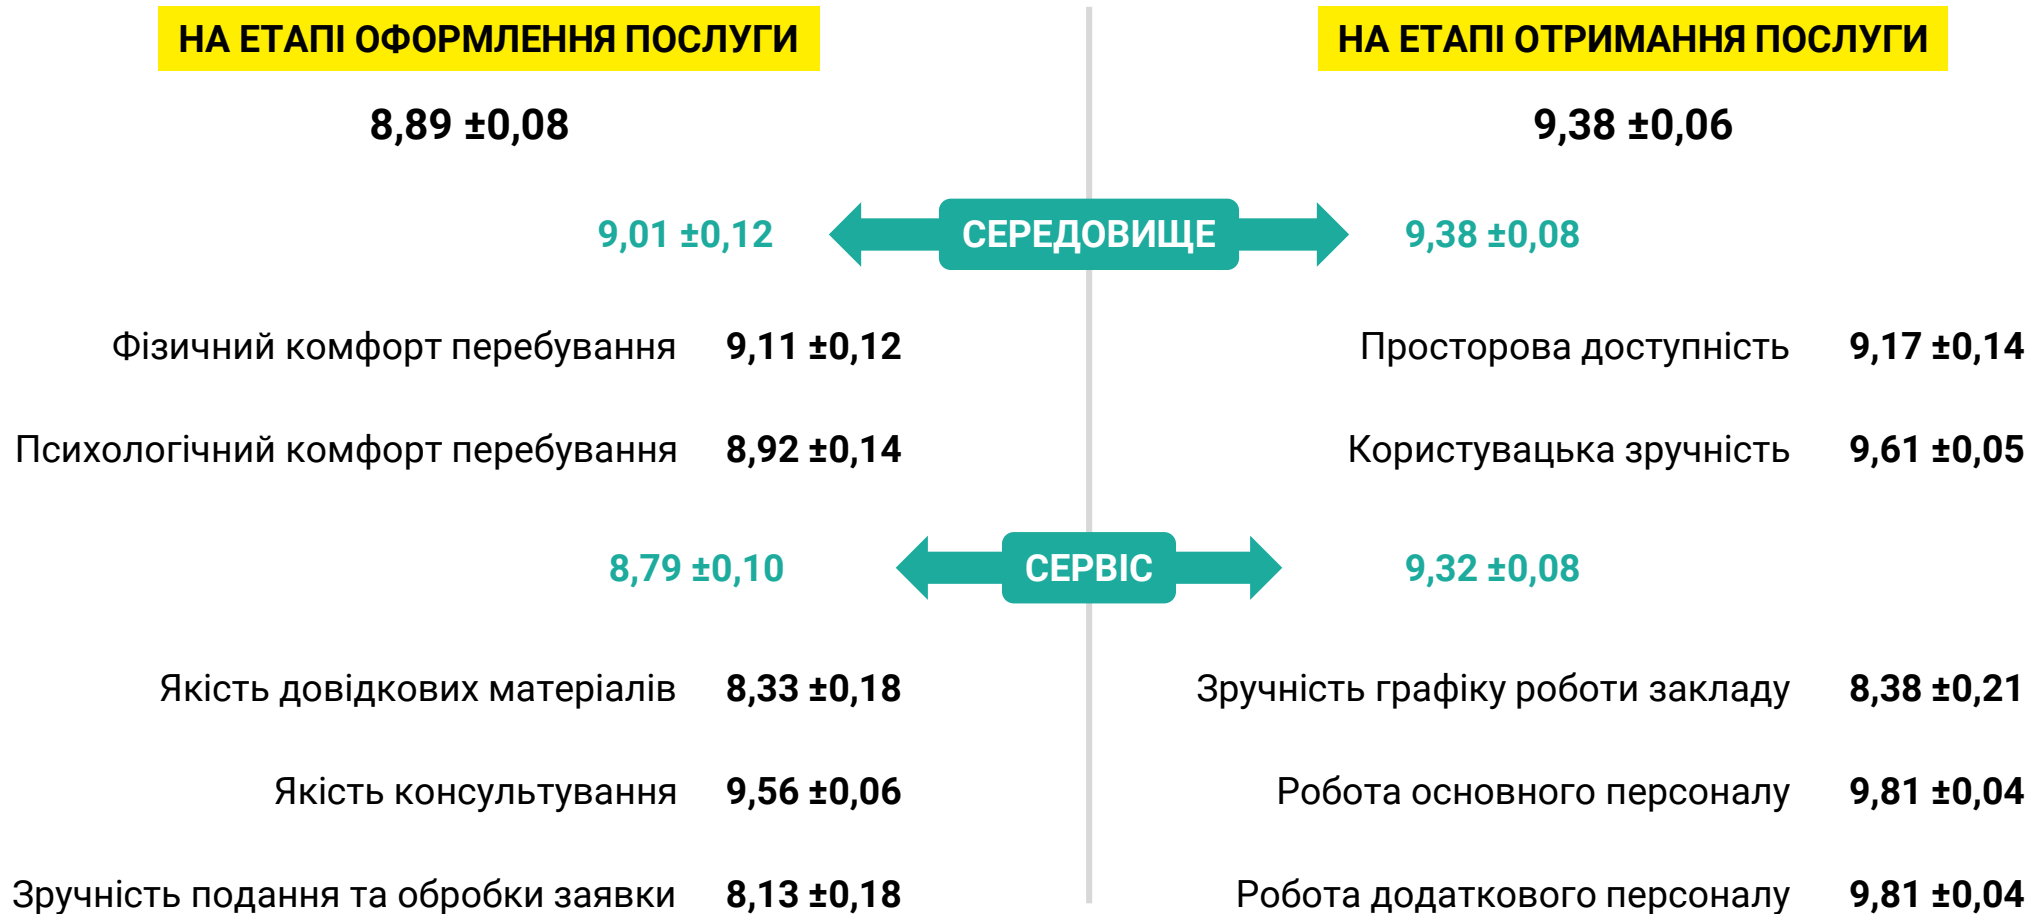 НА ЕТАПІ ОФОРМЛЕННЯ ПОСЛУГИ
НА ЕТАПІ ОТРИМАННЯ ПОСЛУГИ
8,89 ±0,08
9,38 ±0,06
9,01 ±0,12
СЕРЕДОВИЩЕ
9,38 ±0,08
Фізичний комфорт перебування 9,11 ±0,12
Просторова доступність 9,17 ±0,14
Психологічний комфорт перебування 8,92 ±0,14
Користувацька зручність 9,61 ±0,05
8,79 ±0,10
СЕРВІС
9,32 ±0,08
Якість довідкових матеріалів 8,33 ±0,18
Зручність графіку роботи закладу 8,38 ±0,21
Якість консультування 9,56 ±0,06
Робота основного персоналу 9,81 ±0,04
Зручність подання та обробки заявки 8,13 ±0,18
Робота додаткового персоналу 9,81 ±0,04